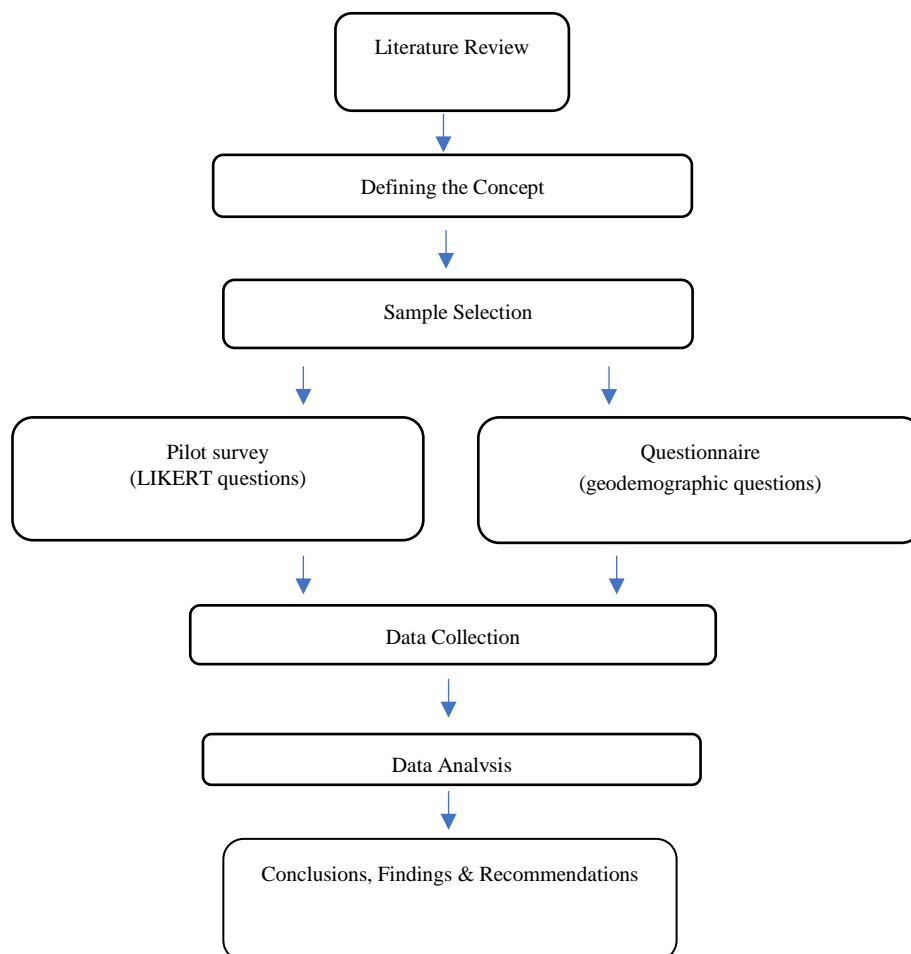 Literature Review
Defining the Concept
Sample Selection
Pilot survey
(LIKERT questions)
Questionnaire
(geodemographic questions)
Data Collection
Data Analysis
Conclusions, Findings & Recommendations